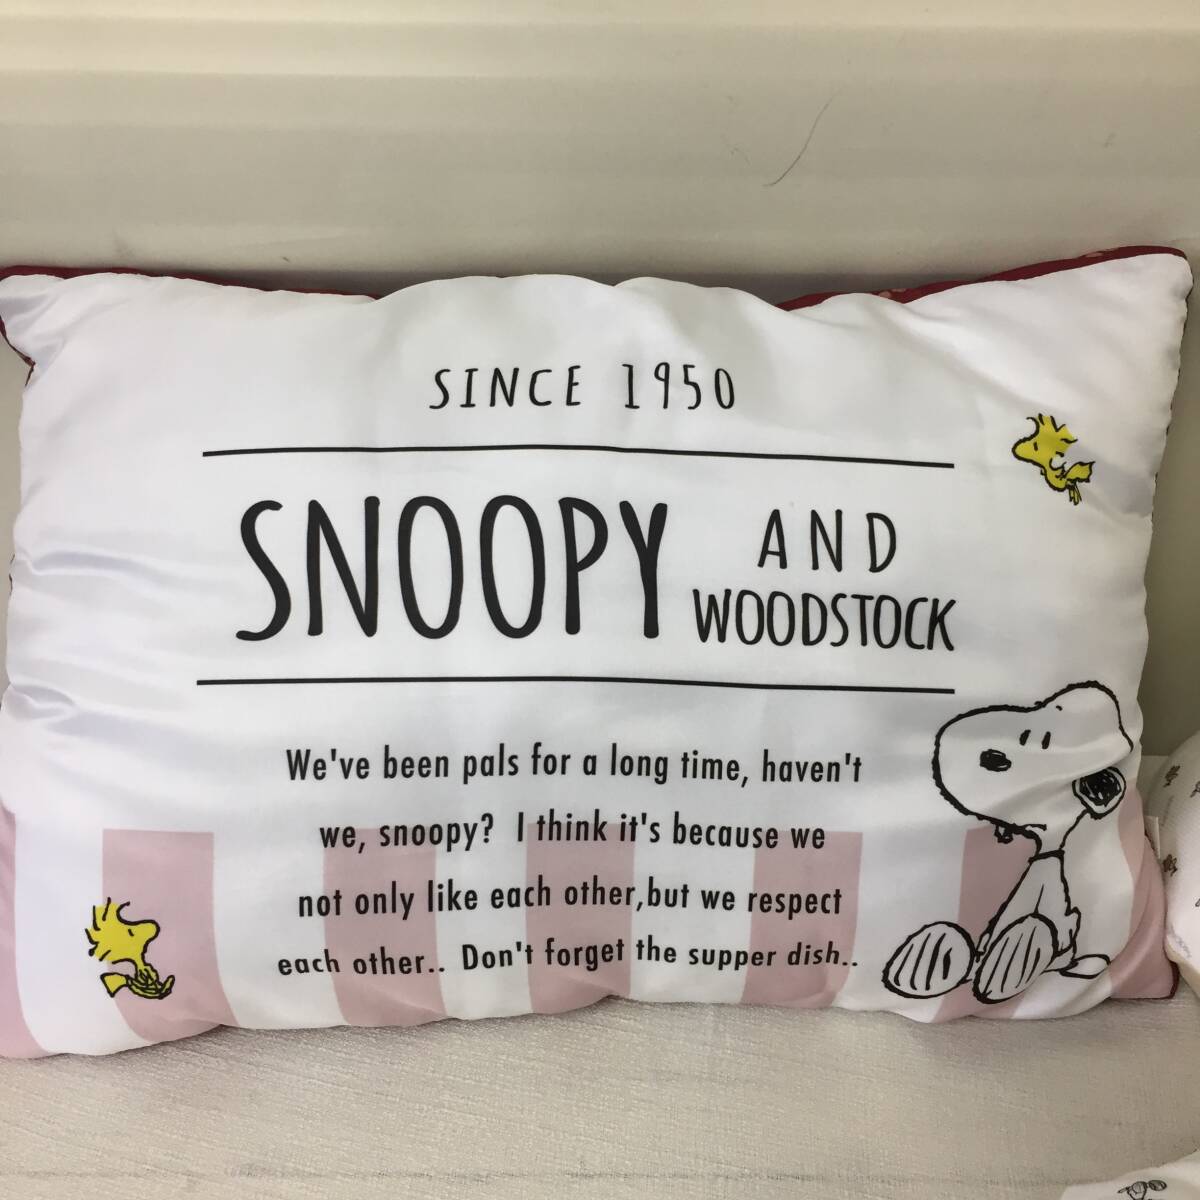 SINCE 1950
SNOOPY AND
WOODSTOCK
We've been pals for a long time, haven't
we, snoopy? I think it's because we
not only like each other,but we respect
each other.. Don't forget the supper dish..